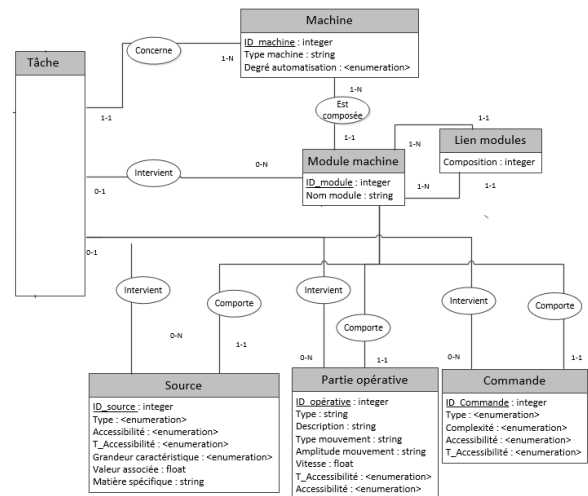 Machine
ID_machine : integer
Type machine : string
Degré automatisation : <enumeration>
Tâche
Concerne
1-N
1-1
1-N
Est
composée
1-1
1-1
1-N
Lien modules
Composition : integer
Module machine
ID_module : integer
Nom module : string
Intervient
0-N
0-1
1-N
1-1
0-1
Intervient
Comporte
Intervient
Comporte
Intervient
Comporte
0-N
1-1
0-N
1-1
0-N
1-1
Source
ID_source : integer
Type : <enumeration>
Accessibilité : <enumeration>
T_Accessibilité : <enumeration>
Grandeur caractéristique : <enumeration>
Valeur associée : float
Matière spécifique : string
Partie opérative
ID_opérative : integer
Type : string
Description : string
Type mouvement : string
Amplitude mouvement : string
Vitesse : float
T_Accessibilité : <enumeration>
Accessibilité : <enumeration>
Commande
ID_Commande : integer
Type : <enumeration>
Complexité : <enumeration>
Accessibilité : <enumeration>
T_Accessibilité : <enumeration>